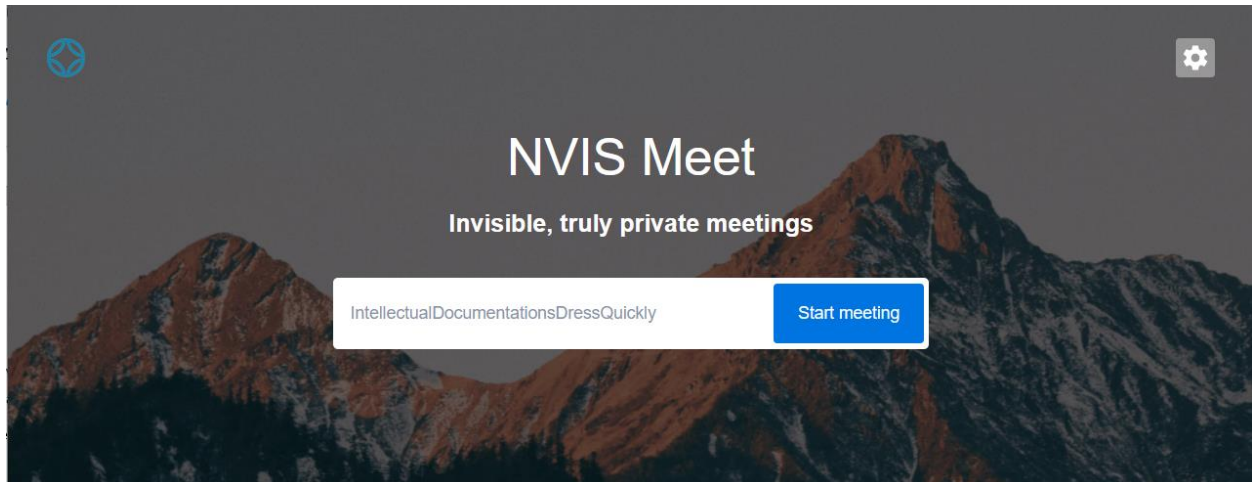 NVIS Meet
Invisible, truly private meetings
IntellectualDocumentationsDressQuickly
Start meeting